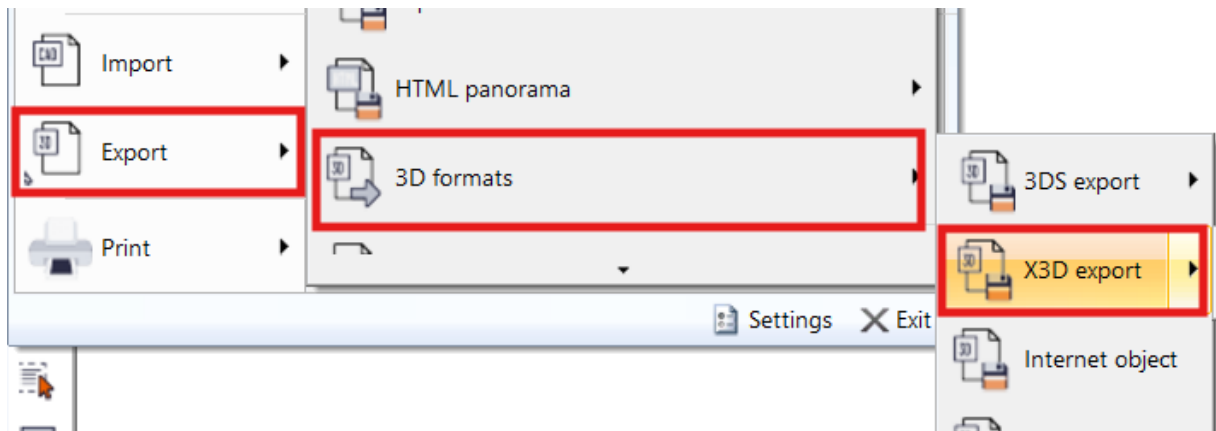 Import
HTML panorama
Export
3D formats
3DS export
Print
X3D export
Settings
Exit
Internet object